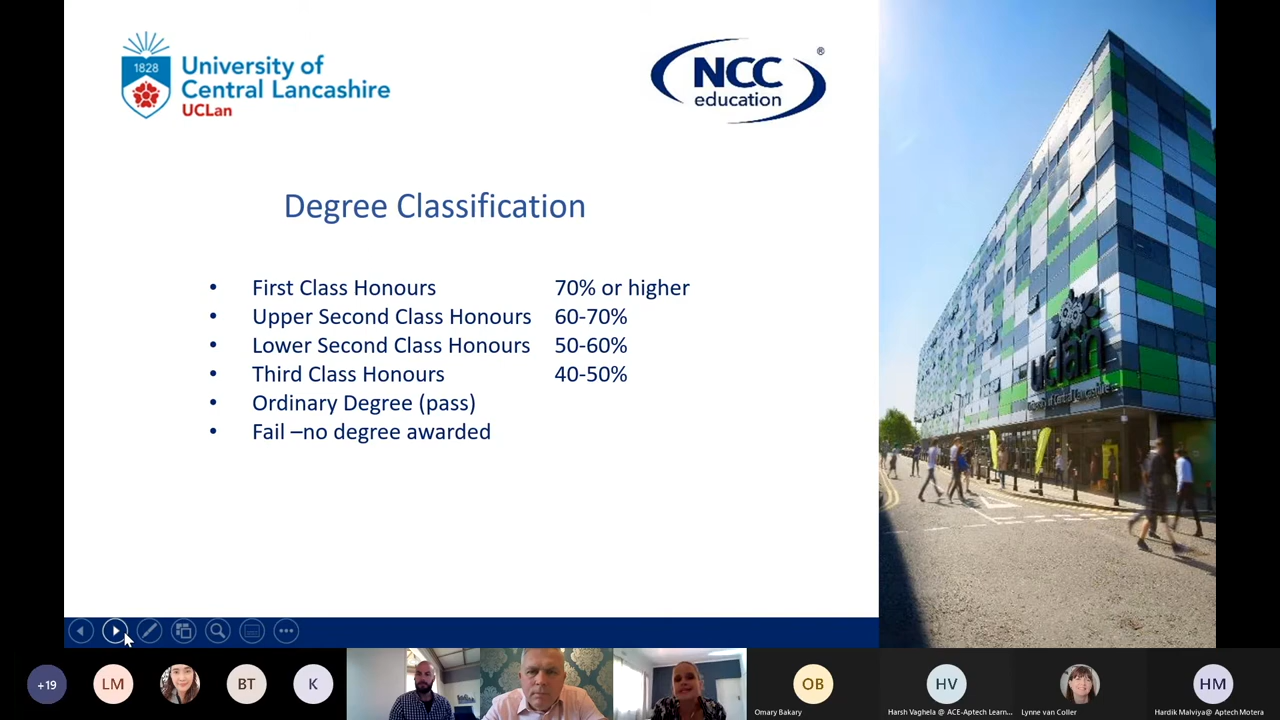 1828
University of
Central Lancashire
UCLan
NCC
education
®
Degree Classification
• First Class Honours 70% or higher
• Upper Second Class Honours 60-70%
• Lower Second Class Honours 50-60%
• Third Class Honours 40-50%
• Ordinary Degree (pass)
• Fail –no degree awarded
uclan
+19
LM
BT
K
OB
HV
HM
Omary Bakary
Harsh Vaghela @ ACE-Aptech Learn...
Lynne van Coller
Hardik Malviya@ Aptech Motera